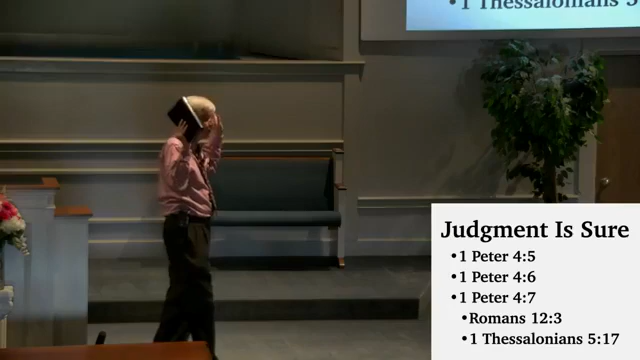 •1 Thessalonians 5
Judgment Is Sure
•1 Peter 4:5
•1 Peter 4:6
•1 Peter 4:7
•Romans 12:3
•1 Thessalonians 5:17